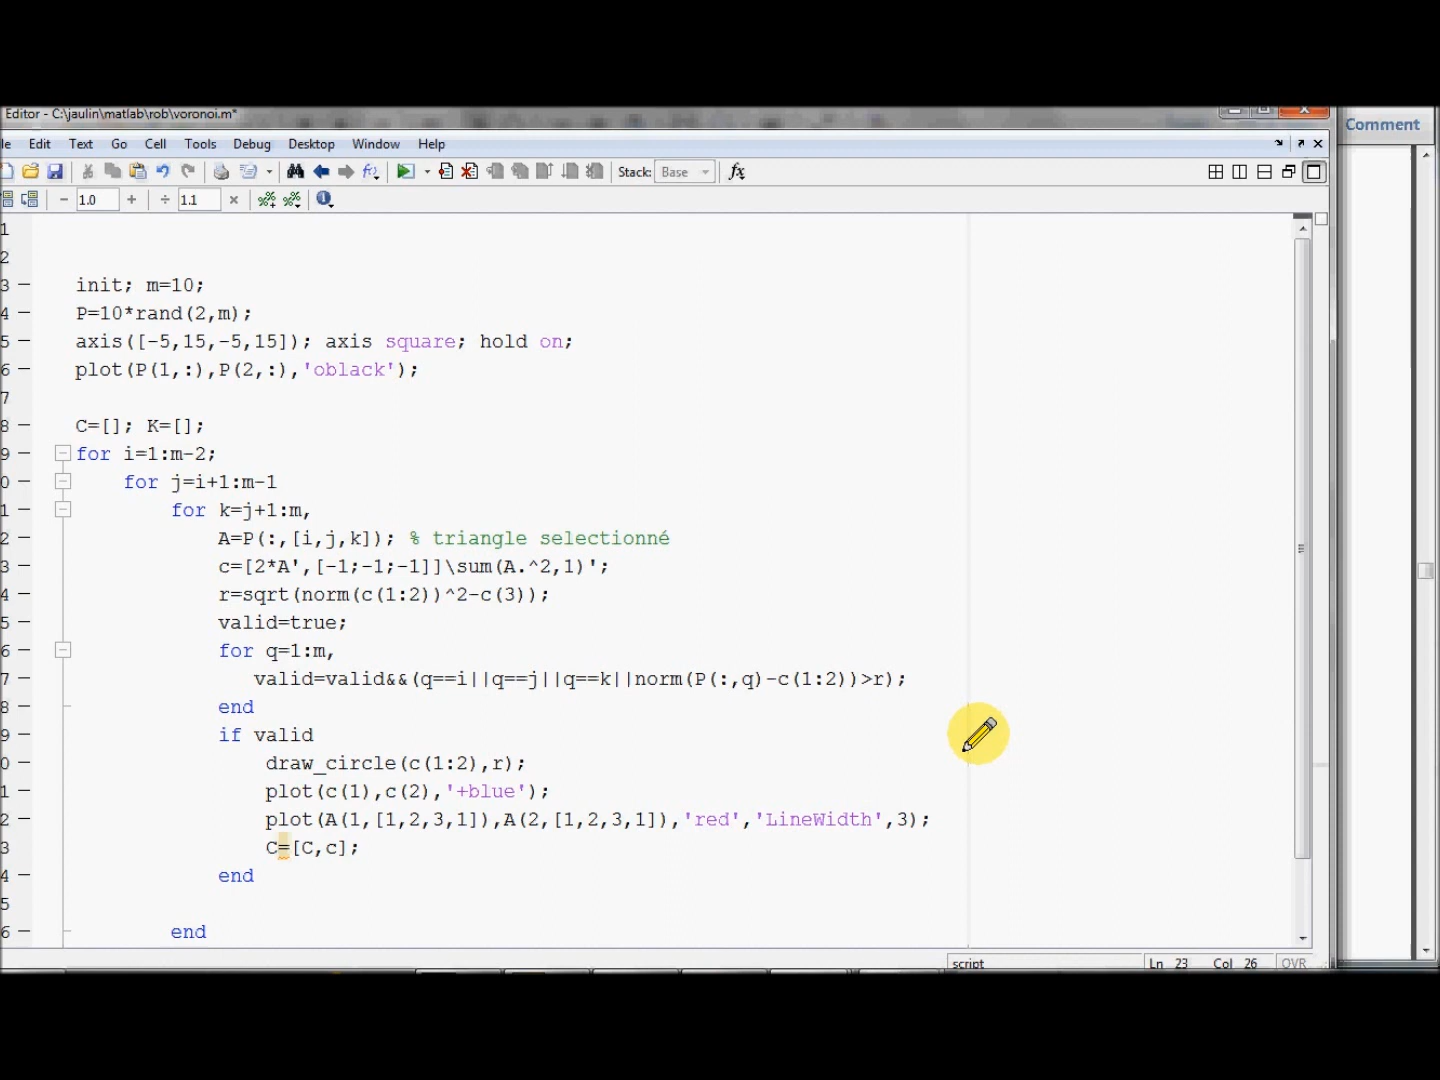 Editor - C:\jaulin\matlab\rob\voronoi.m*
Comment
le Edit Text Go Cell Tools Debug Desktop Window Help
Stack: Base fx
− 1.0 + ÷ 1.1 ×
1
2
3 − init; m=10;
4 − P=10*rand(2,m);
5 − axis([-5,15,-5,15]); axis square; hold on;
6 − plot(P(1,:),P(2,:),'oblack');
7
8 − C=[]; K=[];
9 − for i=1:m-2;
0 − for j=i+1:m-1
1 − for k=j+1:m,
2 − A=P(:,[i,j,k]); % triangle selectionné
3 − c=[2*A',[-1;-1;-1]]\sum(A.^2,1)';
4 − r=sqrt(norm(c(1:2))^2-c(3));
5 − valid=true;
6 − for q=1:m,
7 − valid=valid&&(q==i||q==j||q==k||norm(P(:,q)-c(1:2))>r);
8 − end
9 − if valid
0 − draw_circle(c(1:2),r);
1 − plot(c(1),c(2),'+blue');
2 − plot(A(1,[1,2,3,1]),A(2,[1,2,3,1]),'red','LineWidth',3);
3 − C=[C,c];
4 − end
5
6 − end
script Ln 23 Col 26 OVR